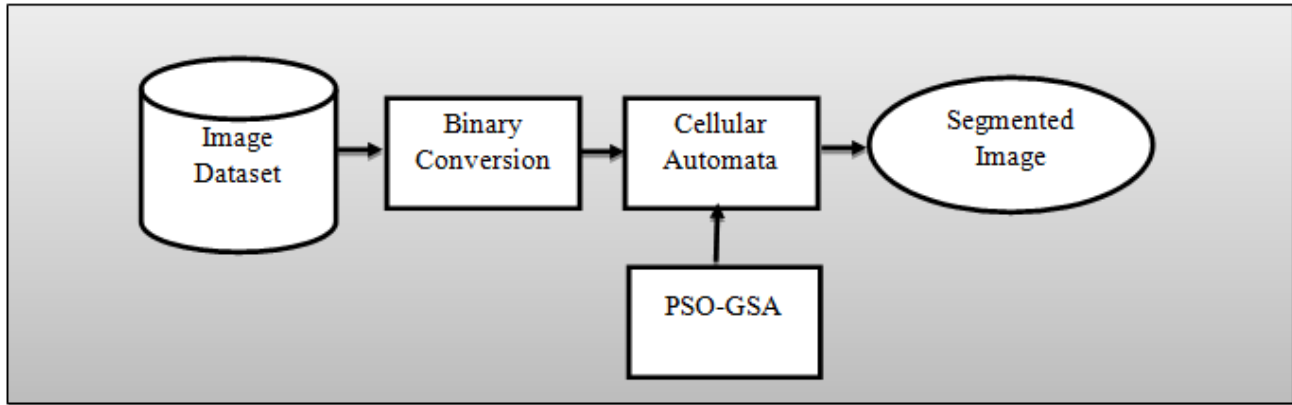 Image
Dataset
Binary
Conversion
Cellular
Automata
Segmented
Image
PSO-GSA